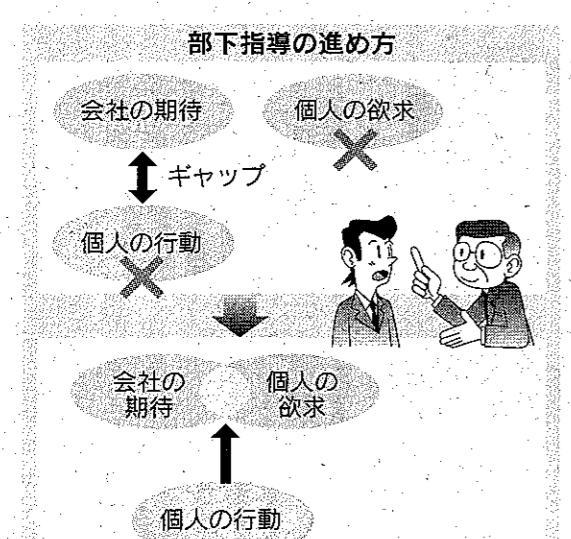 部下指導の進め方
会社の期待
個人の欲求
ギャップ
個人の行動
会社の
期待
個人の
欲求
個人の行動